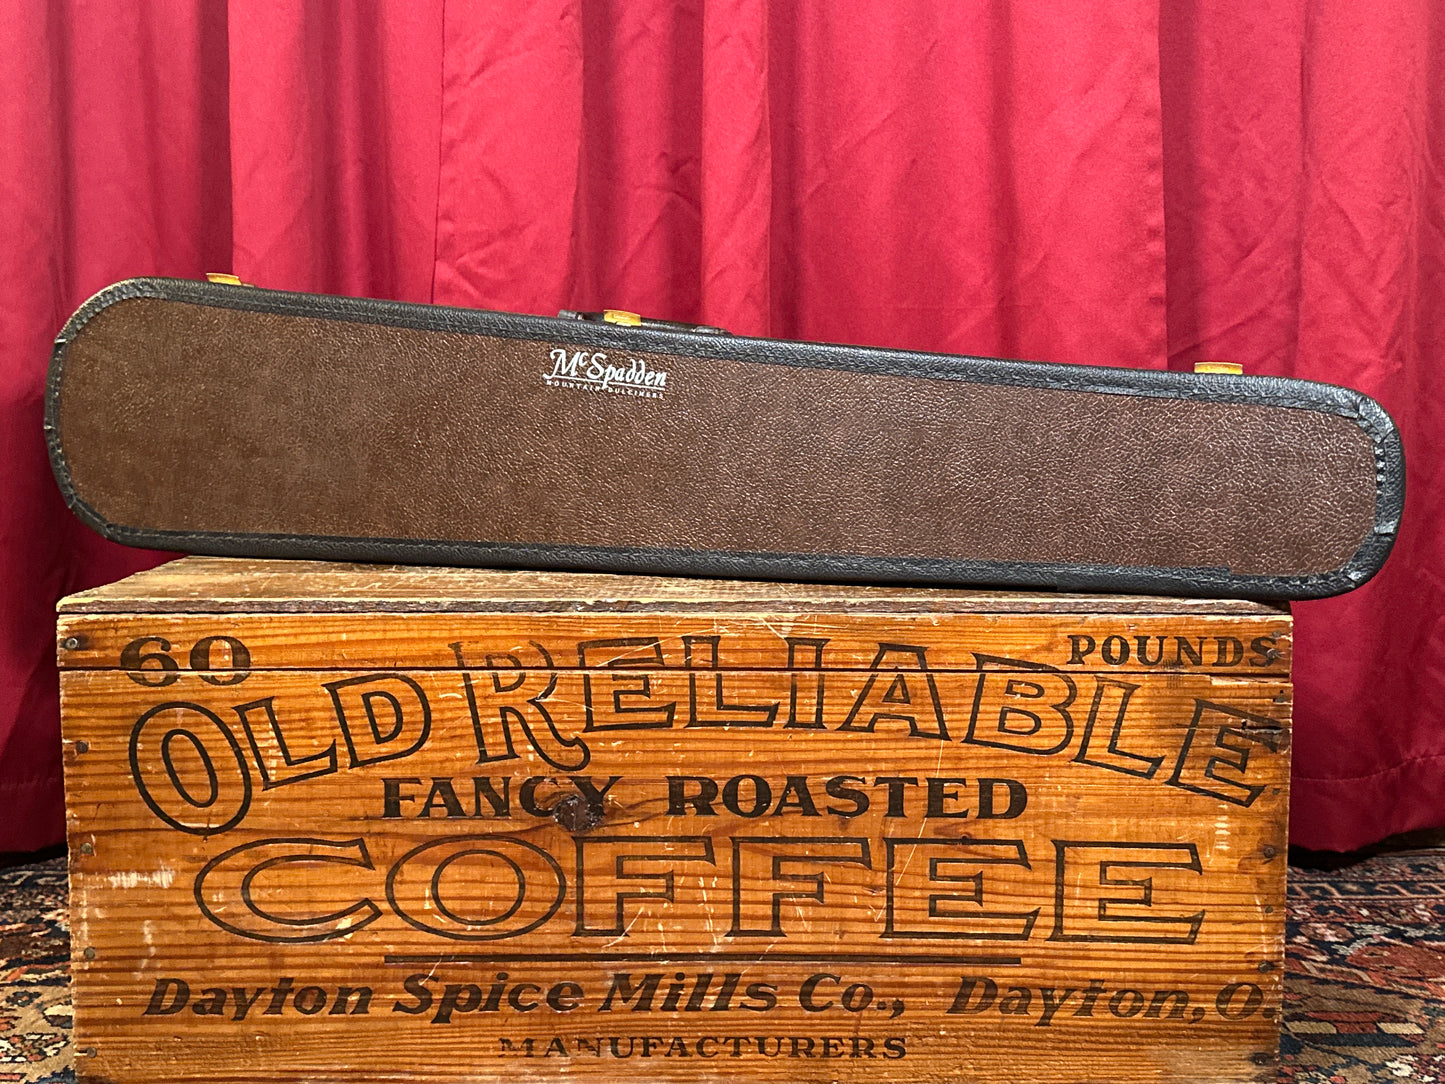 McSpadden
MOUNTAIN DULCIMERS
60 POUNDS
OLD RELIABLE
FANCY ROASTED
COFFEE
Dayton Spice Mills Co., Dayton, O.
MANUFACTURERS